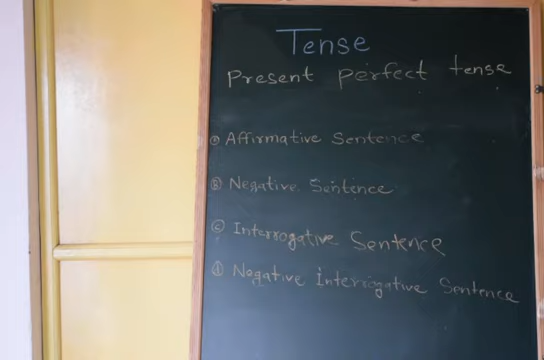 Tense
Present perfect tense
ⓐ Affirmative Sentence
ⓑ Negative Sentence
ⓒ Interrogative Sentence
ⓓ Negative Interrigative Sentence